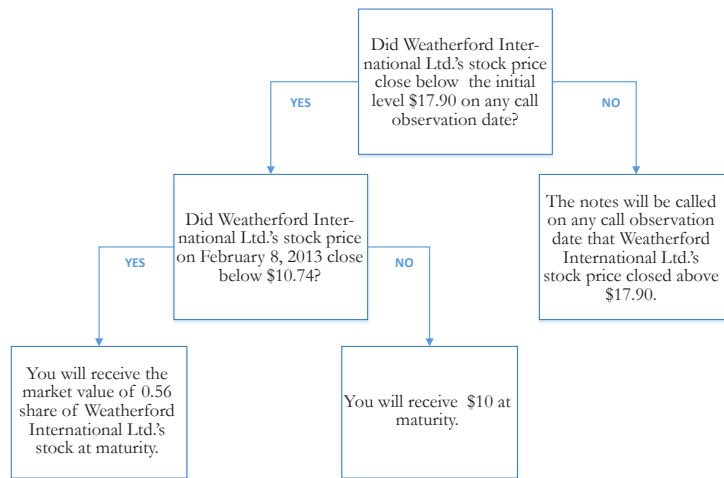 Did Weatherford Inter-
national Ltd.'s stock price
close below the initial
level $17.90 on any call
observation date?
YES
NO
Did Weatherford Inter-
national Ltd.'s stock price
on February 8, 2013 close
below $10.74?
The notes will be called
on any call observation
date that Weatherford
International Ltd.'s
stock price closed above
$17.90.
YES
NO
You will receive the
market value of 0.56
share of Weatherford
International Ltd.'s
stock at maturity.
You will receive $10 at
maturity.